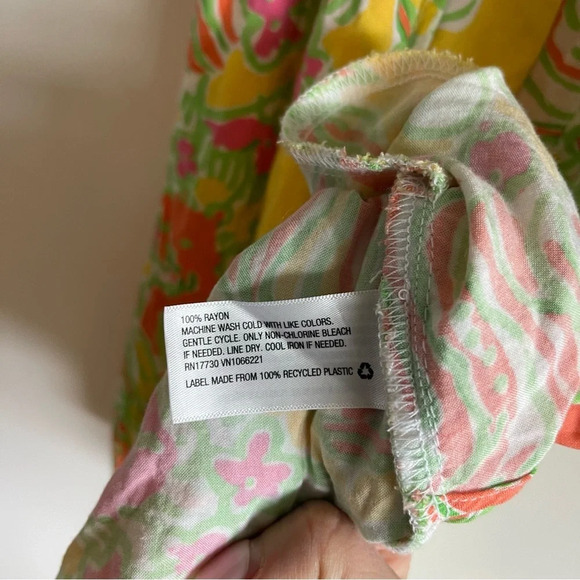 100% RAYON
MACHINE WASH COLD WITH LIKE COLORS.
GENTLE CYCLE. ONLY NON-CHLORINE BLEACH
IF NEEDED. LINE DRY. COOL IRON IF NEEDED.
RN17730 VN1066221
LABEL MADE FROM 100% RECYCLED PLASTIC